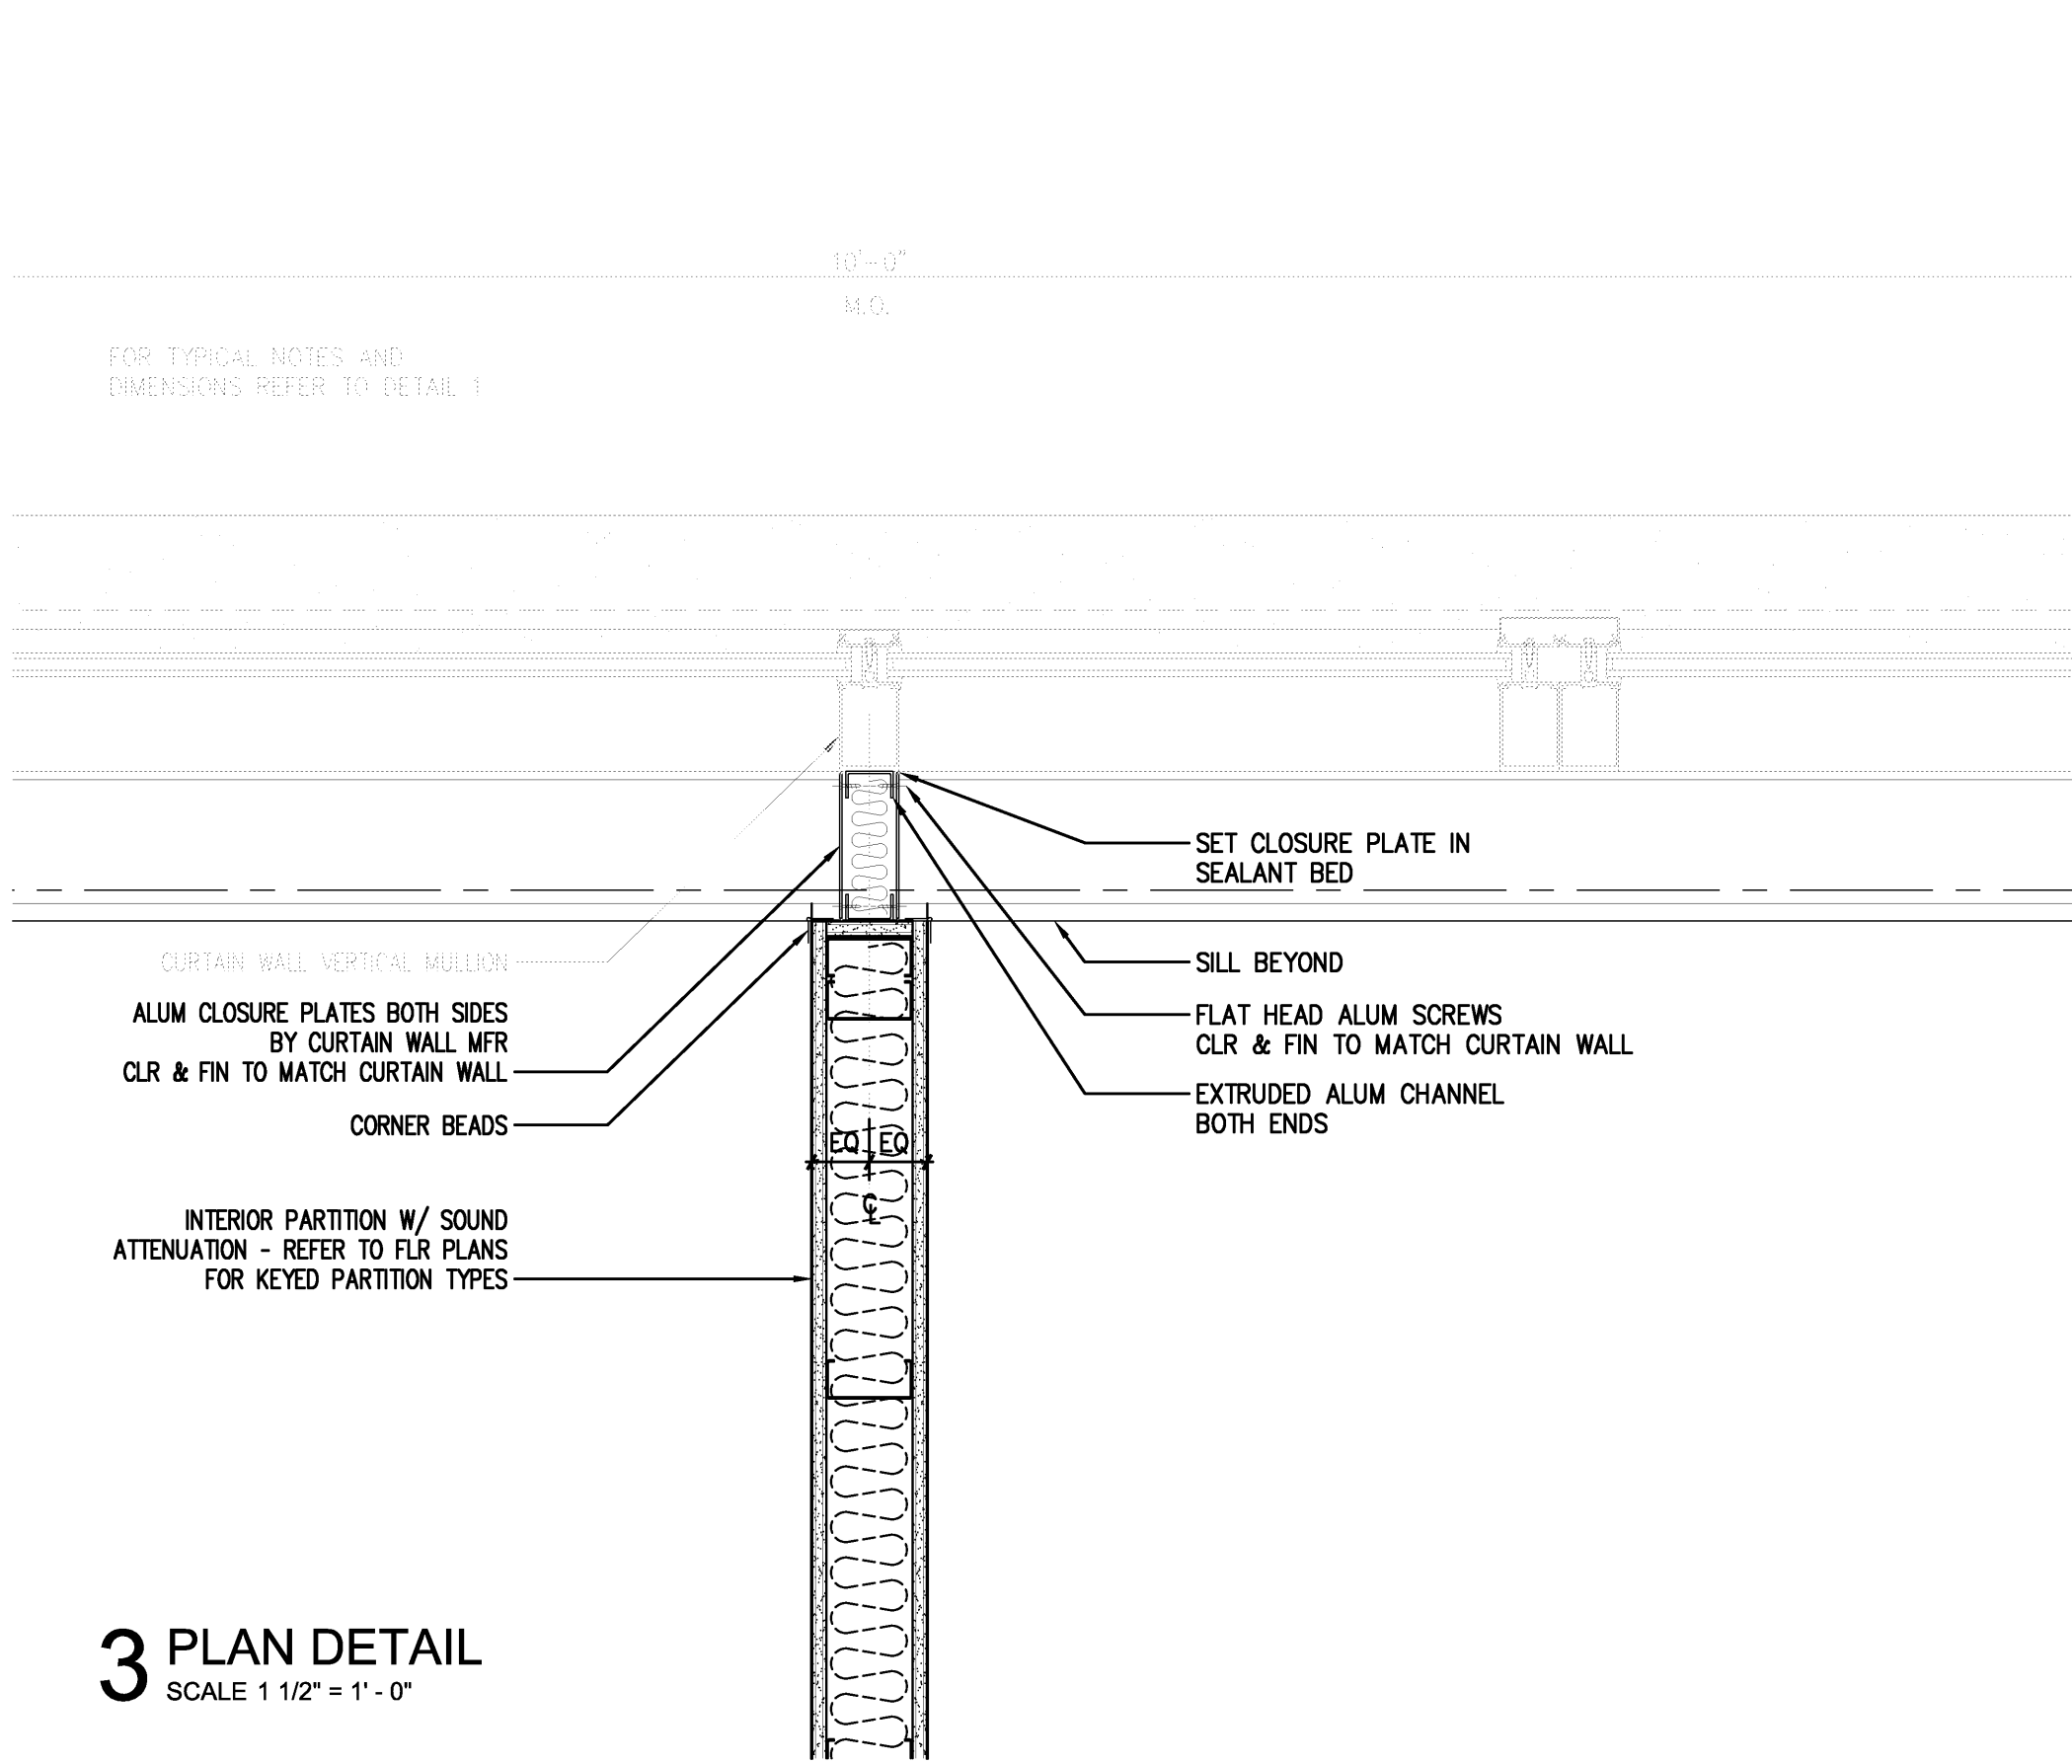 10'-0"
M.O.
FOR TYPICAL NOTES AND
DIMENSIONS REFER TO DETAIL 1
SET CLOSURE PLATE IN
SEALANT BED
CURTAIN WALL VERTICAL MULLION
SILL BEYOND
ALUM CLOSURE PLATES BOTH SIDES
BY CURTAIN WALL MFR
CLR & FIN TO MATCH CURTAIN WALL
FLAT HEAD ALUM SCREWS
CLR & FIN TO MATCH CURTAIN WALL
CORNER BEADS
EXTRUDED ALUM CHANNEL
BOTH ENDS
EQ EQ
CL
INTERIOR PARTITION W/ SOUND
ATTENUATION - REFER TO FLR PLANS
FOR KEYED PARTITION TYPES
3 PLAN DETAIL
SCALE 1 1/2" = 1' - 0"